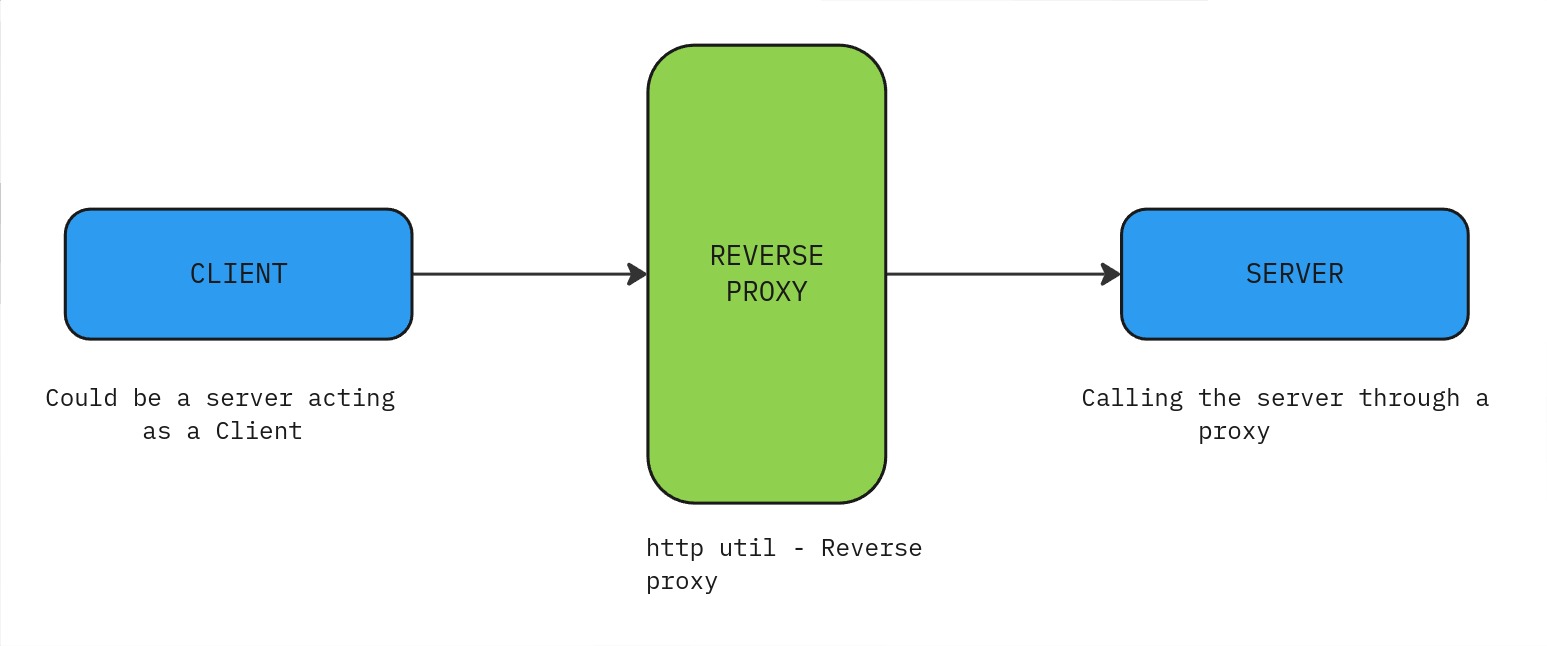 CLIENT
REVERSE
PROXY
SERVER
Could be a server acting
as a Client
Calling the server through a
proxy
http util - Reverse
proxy